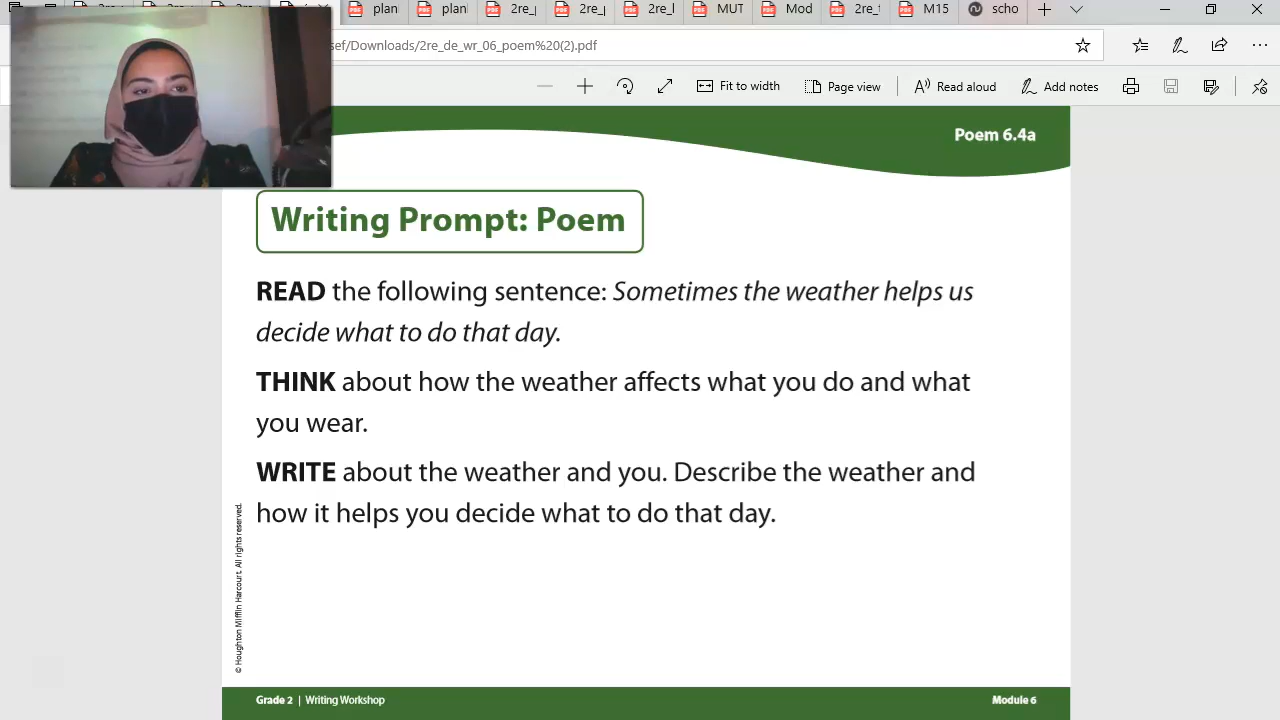 plan
plan
2re_l
2re_l
2re_l
MUT
Mod
2re_l
M15
scho
sef/Downloads/2re_de_wr_06_poem%20(2).pdf
Fit to width
Page view
Read aloud
Add notes
Poem 6.4a
Writing Prompt: Poem
READ the following sentence: Sometimes the weather helps us
decide what to do that day.
THINK about how the weather affects what you do and what
you wear.
WRITE about the weather and you. Describe the weather and
how it helps you decide what to do that day.
© Houghton Mifflin Harcourt. All rights reserved.
Grade 2 | Writing Workshop
Module 6